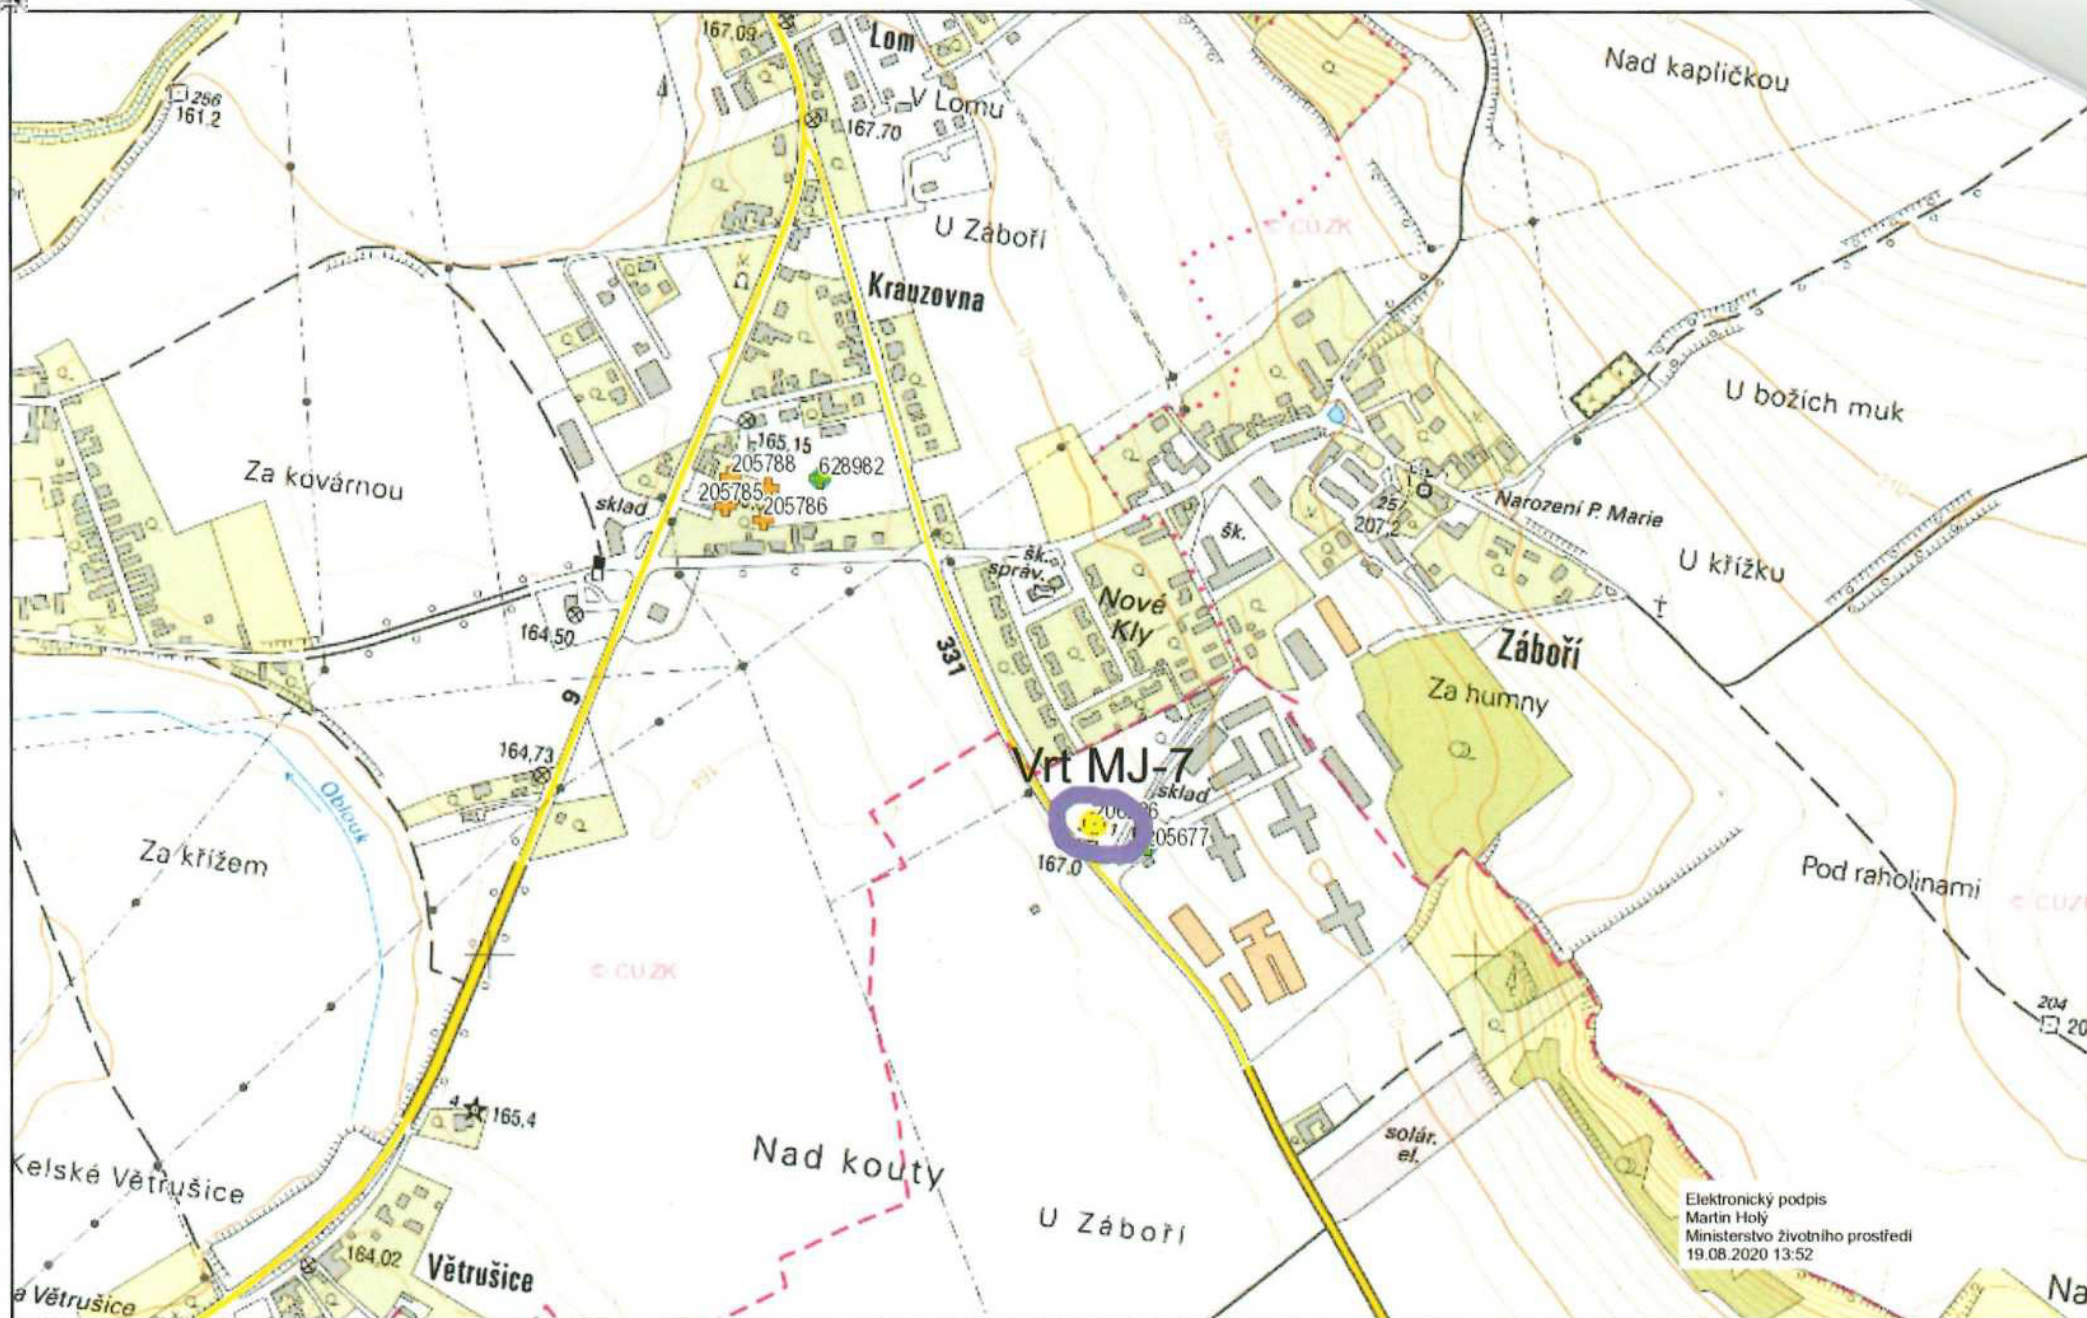 167,09
Lom
Nad kapličkou
256
161,2
V Lomu
167.70
U Záboří
© ČÚZK
Krauzovna
U božích muk
165,15
205788
628982
Za kovárnou
205785
205786
sklad
25
207,2
Narození P. Marie
šk.
U křížku
šk.
správ.
Nové
Kly
164,50
331
Záboří
9
Za humny
164,73
Vrt MJ-7
Oblouk
sklad
205677
167.0
Za křížem
Pod raholinami
© ČÚZK
204
4
165,4
solár.
el.
Nad kouty
Kelské Větrušice
U Záboří
Elektronický podpis
Martin Holý
Ministerstvo životního prostředí
19.08.2020 13:52
164,02
Větrušice
a Větrušice
Na